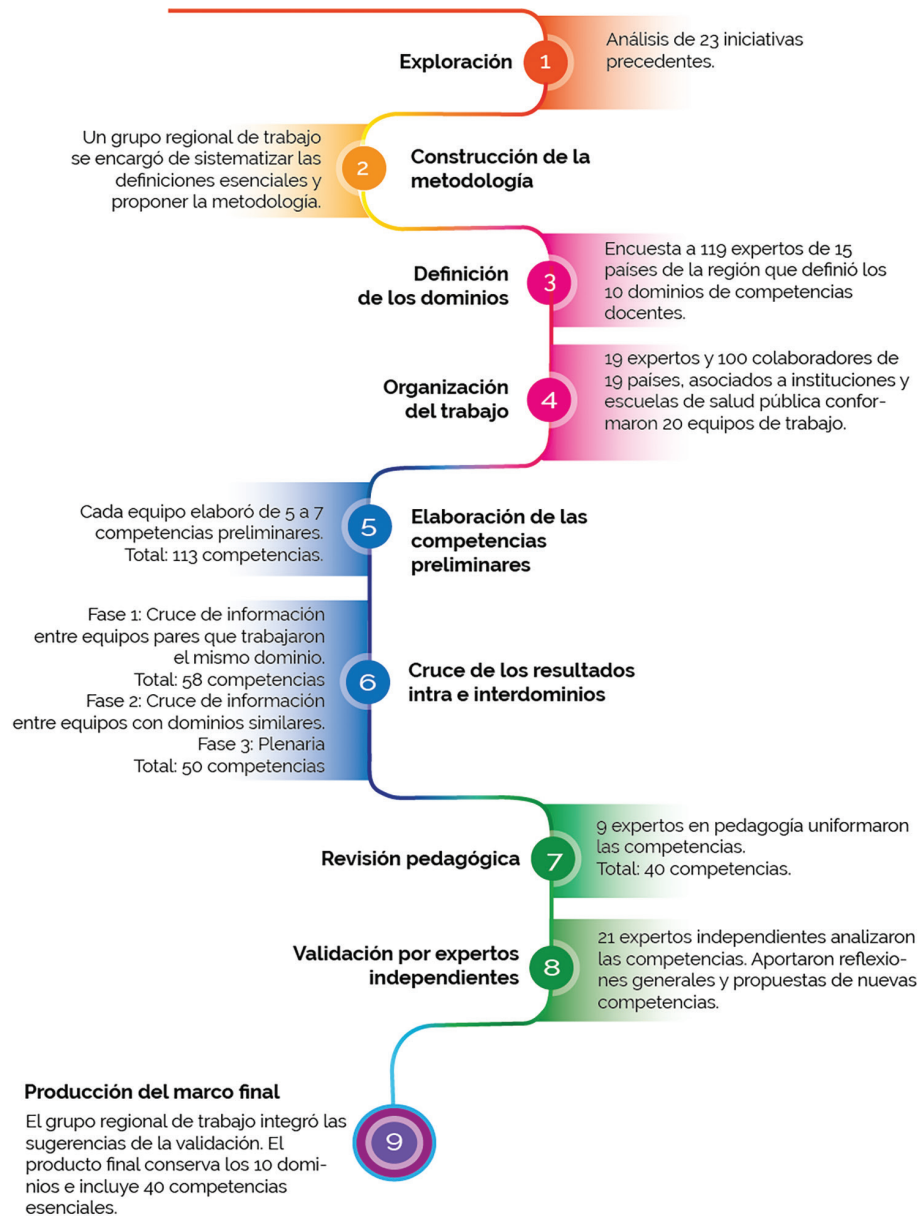 Exploración
1
Análisis de 23 iniciativas
precedentes.
Un grupo regional de trabajo
se encargó de sistematizar las
definiciones esenciales y
proponer la metodología.
2
Construcción de la
metodología
Definición
de los dominios
3
Encuesta a 119 expertos de 15
países de la región que definió los
10 dominios de competencias
docentes.
Organización
del trabajo
4
19 expertos y 100 colaboradores de
19 países, asociados a instituciones y
escuelas de salud pública confor-
maron 20 equipos de trabajo.
Cada equipo elaboró de 5 a 7
competencias preliminares.
Total: 113 competencias.
5
Elaboración de las
competencias
preliminares
Fase 1: Cruce de información
entre equipos pares que trabajaron
el mismo dominio.
Total: 58 competencias
Fase 2: Cruce de información
entre equipos con dominios similares.
Fase 3: Plenaria
Total: 50 competencias
6
Cruce de los resultados
intra e interdominios
Revisión pedagógica
7
9 expertos en pedagogía uniformaron
las competencias.
Total: 40 competencias.
Validación por expertos
independientes
8
21 expertos independientes analizaron
las competencias. Aportaron reflexio-
nes generales y propuestas de nuevas
competencias.
Producción del marco final
El grupo regional de trabajo integró las
sugerencias de la validación. El
producto final conserva los 10 domi-
nios e incluye 40 competencias
esenciales.
9